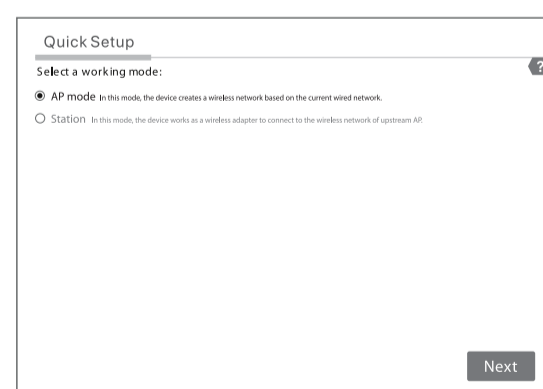 Quick Setup
Select a working mode:
?
AP mode In this mode, the device creates a wireless network based on the current wired network.
Station In this mode, the device works as a wireless adapter to connect to the wireless network of upstream AP.
Next